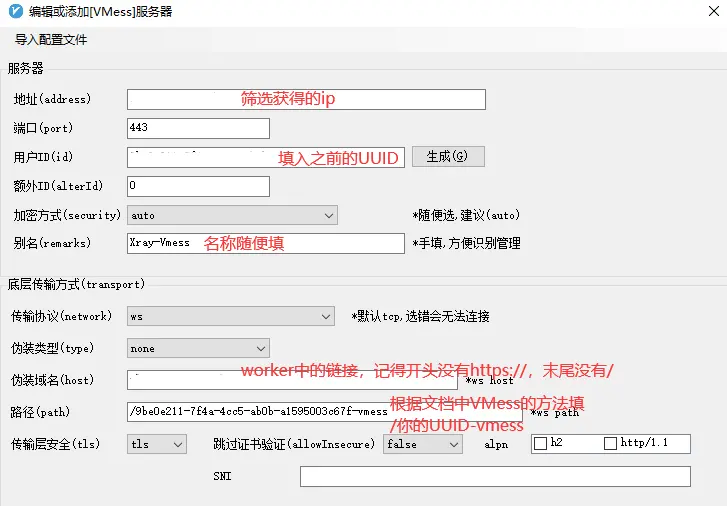 编辑或添加[VMess]服务器
导入配置文件
服务器
地址(address) 筛选获得的ip
端口(port) 443
用户ID(id) 填入之前的UUID 生成(G)
额外ID(alterId) 0
加密方式(security) auto *随便选,建议(auto)
别名(remarks) Xray-Vmess 名称随便填 *手填,方便识别管理
底层传输方式(transport)
传输协议(network) ws *默认tcp,选错会无法连接
伪装类型(type) none
worker中的链接，记得开头没有https://，末尾没有/
伪装域名(host) *ws host
根据文档中VMess的方法填
路径(path) /9be0e211-7f4a-4cc5-ab0b-a1595003c67f-vmess *ws path
/你的UUID-vmess
传输层安全(tls) tls 跳过证书验证(allowInsecure) false alpn h2 http/1.1
SNI